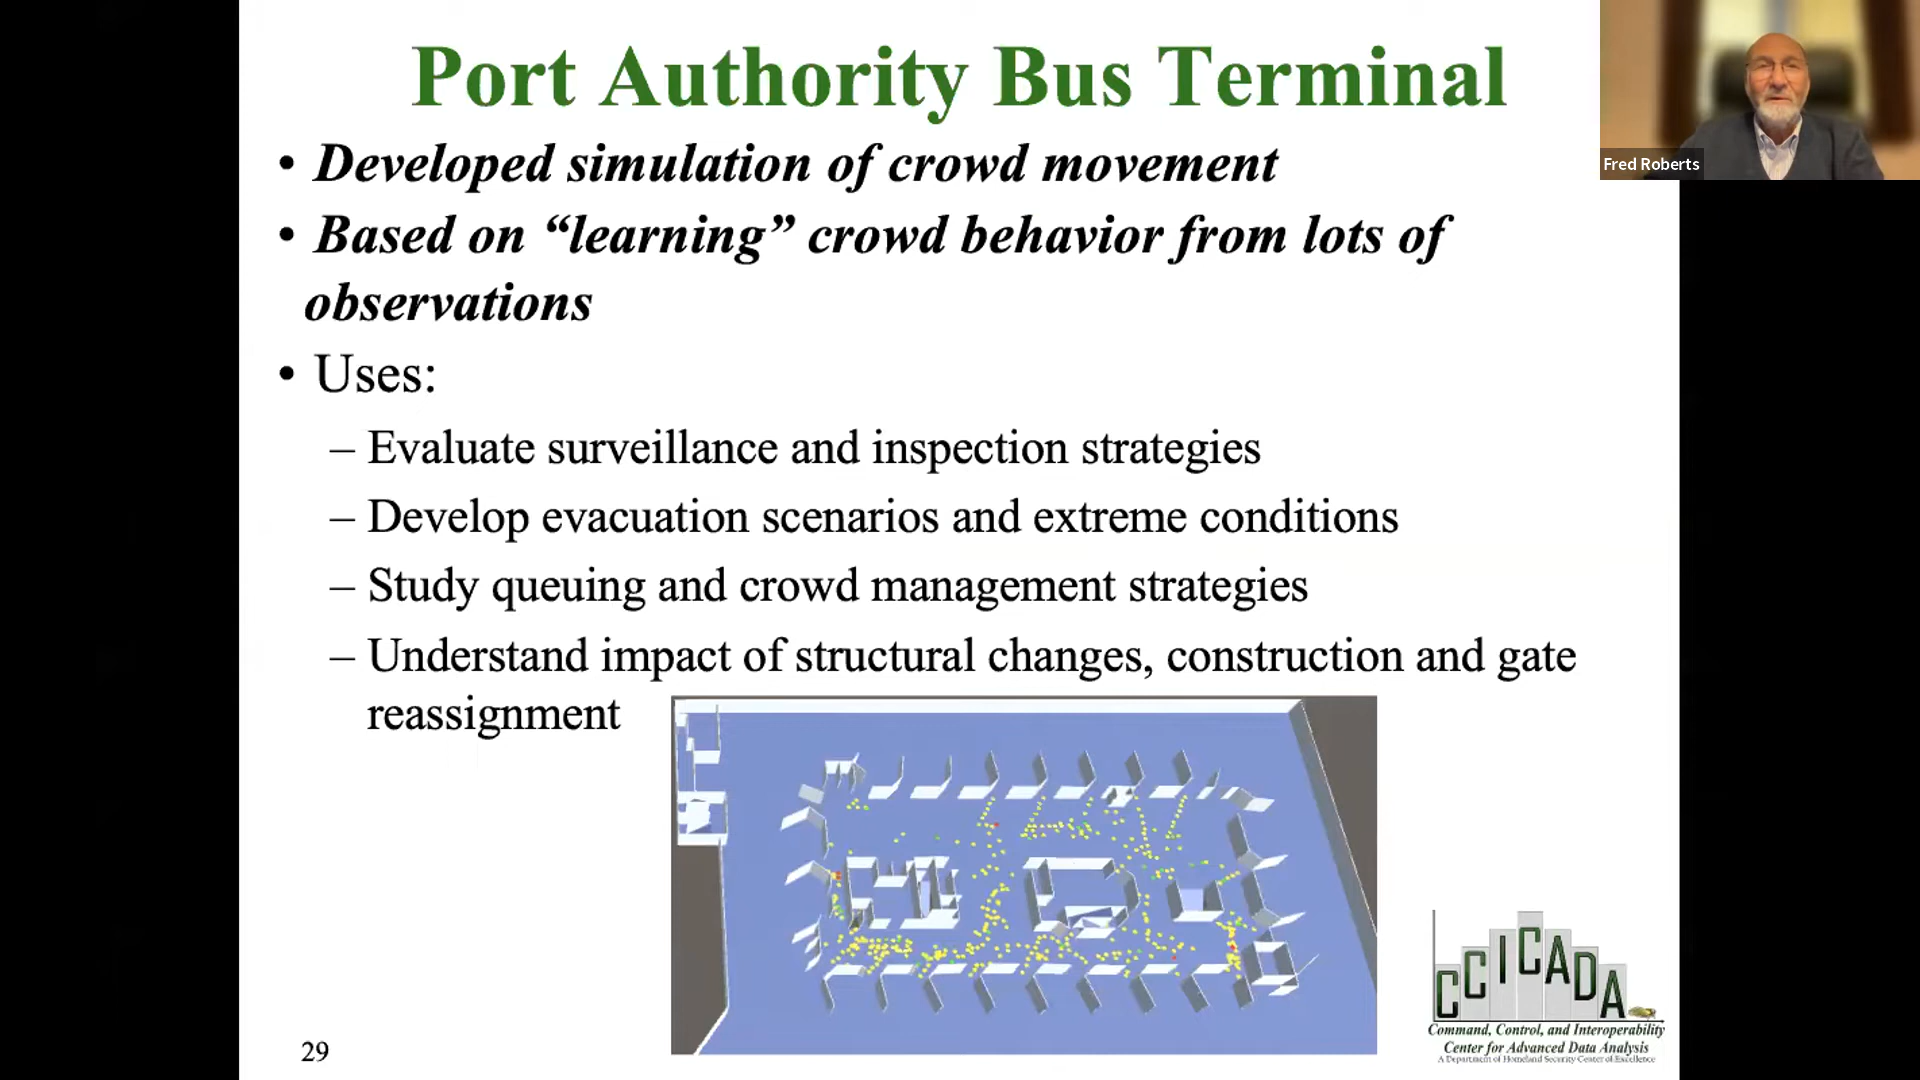 Port Authority Bus Terminal
• Developed simulation of crowd movement
• Based on “learning” crowd behavior from lots of
observations
• Uses:
– Evaluate surveillance and inspection strategies
– Develop evacuation scenarios and extreme conditions
– Study queuing and crowd management strategies
– Understand impact of structural changes, construction and gate
reassignment
Fred Roberts
CCICADA
Command, Control, and Interoperability
Center for Advanced Data Analysis
A Department of Homeland Security Center of Excellence
29